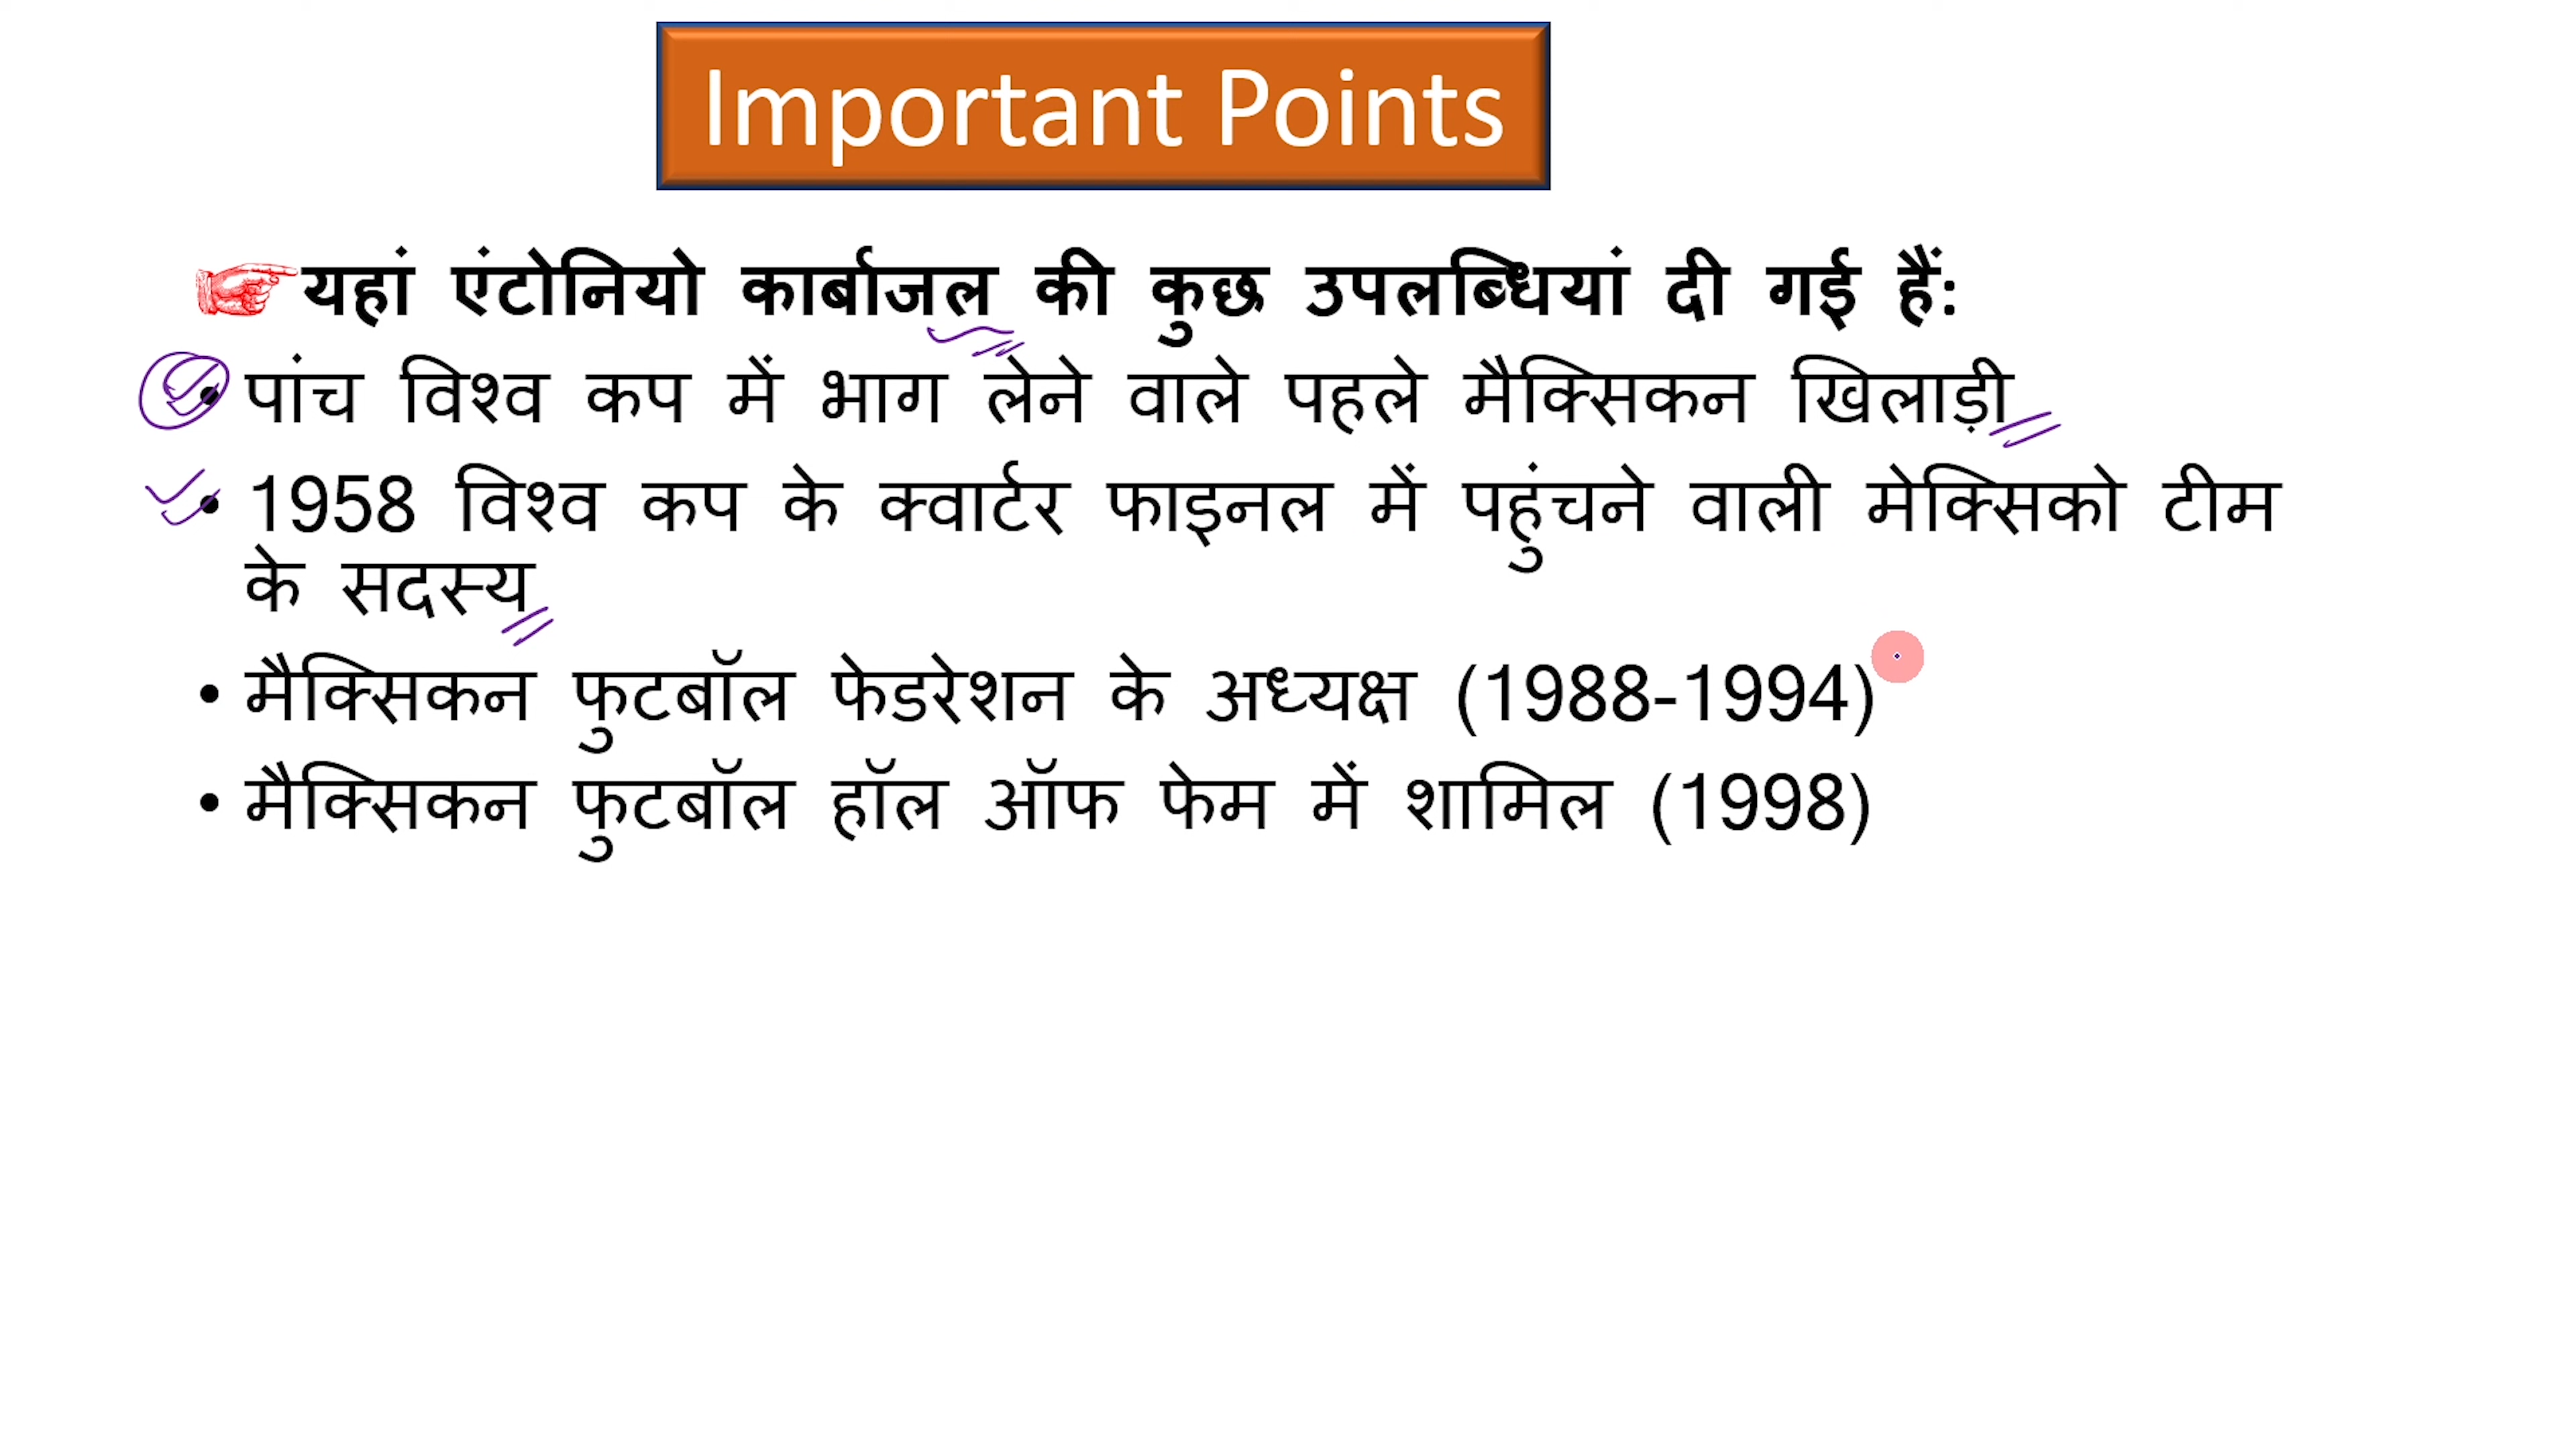 Important Points
यहां एंटोनियो कार्बाजल की कुछ उपलब्धियां दी गई हैं:
• पांच विश्व कप में भाग लेने वाले पहले मैक्सिकन खिलाड़ी
• 1958 विश्व कप के क्वार्टर फाइनल में पहुंचने वाली मेक्सिको टीम
के सदस्य
• मैक्सिकन फुटबॉल फेडरेशन के अध्यक्ष (1988-1994)
• मैक्सिकन फुटबॉल हॉल ऑफ फेम में शामिल (1998)